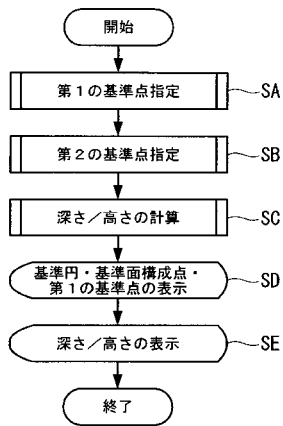 開始
第1の基準点指定 SA
第2の基準点指定 SB
深さ/高さの計算 SC
基準円・基準面構成点・
第1の基準点の表示 SD
深さ/高さの表示 SE
終了